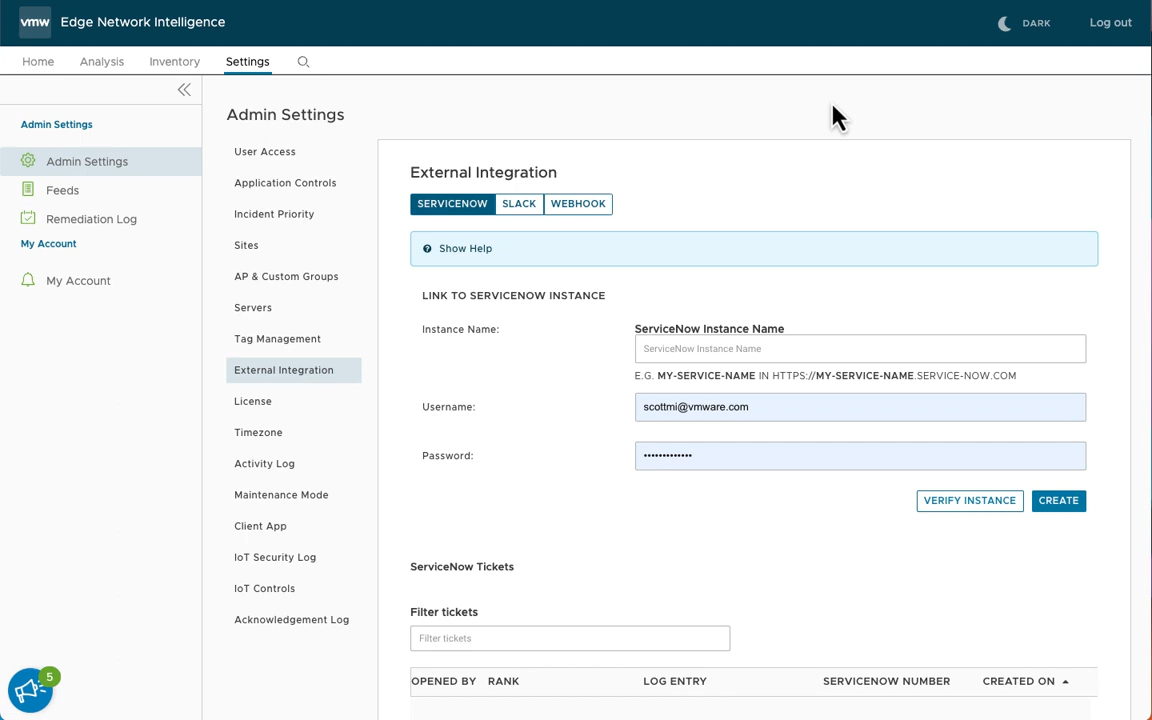 vmw Edge Network Intelligence DARK Log out
Home Analysis Inventory Settings
Admin Settings
Admin Settings
Feeds
Remediation Log
My Account
My Account
5
Admin Settings
User Access
Application Controls
Incident Priority
Sites
AP & Custom Groups
Servers
Tag Management
External Integration
License
Timezone
Activity Log
Maintenance Mode
Client App
IoT Security Log
IoT Controls
Acknowledgement Log
External Integration
SERVICENOW SLACK WEBHOOK
? Show Help
LINK TO SERVICENOW INSTANCE
Instance Name: ServiceNow Instance Name
ServiceNow Instance Name
E.G. MY-SERVICE-NAME IN HTTPS://MY-SERVICE-NAME.SERVICE-NOW.COM
Username: scottmi@vmware.com
Password: •••••••••••••
VERIFY INSTANCE CREATE
ServiceNow Tickets
Filter tickets
Filter tickets
OPENED BY RANK LOG ENTRY SERVICENOW NUMBER CREATED ON